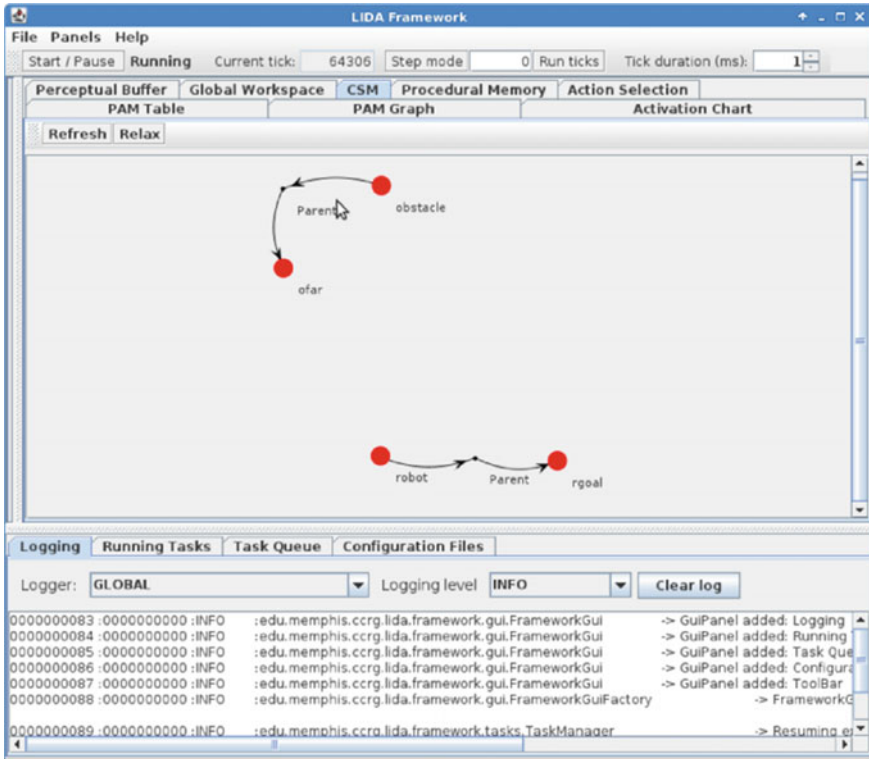 LIDA Framework
File Panels Help
Start / Pause Running Current tick: 64306 Step mode 0 Run ticks Tick duration (ms): 1
Perceptual Buffer Global Workspace CSM Procedural Memory Action Selection
PAM Table PAM Graph Activation Chart
Refresh Relax
Parent obstacle
ofar
robot Parent rgoal
Logging Running Tasks Task Queue Configuration Files
Logger: GLOBAL Logging level INFO Clear log
0000000083 :0000000000 :INFO :edu.memphis.ccrg.lida.framework.gui.FrameworkGui -> GuiPanel added: Logging
0000000084 :0000000000 :INFO :edu.memphis.ccrg.lida.framework.gui.FrameworkGui -> GuiPanel added: Running
0000000085 :0000000000 :INFO :edu.memphis.ccrg.lida.framework.gui.FrameworkGui -> GuiPanel added: Task Que
0000000086 :0000000000 :INFO :edu.memphis.ccrg.lida.framework.gui.FrameworkGui -> GuiPanel added: Configura
0000000087 :0000000000 :INFO :edu.memphis.ccrg.lida.framework.gui.FrameworkGui -> GuiPanel added: ToolBar
0000000088 :0000000000 :INFO :edu.memphis.ccrg.lida.framework.gui.FrameworkGuiFactory -> FrameworkG
0000000089 :0000000000 :INFO :edu.memphis.ccrg.lida.framework.tasks.TaskManager -> Resuming ex